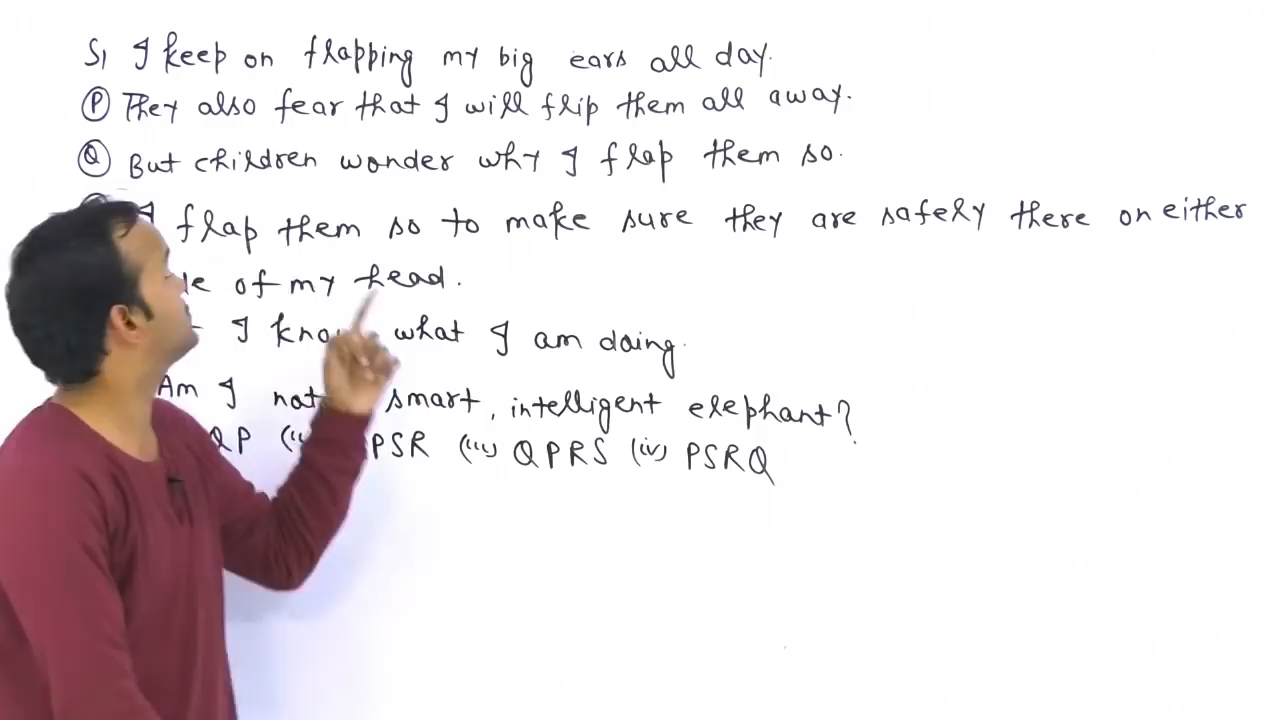 S1 I keep on flapping my big ears all day.
(P) They also fear that I will flip them all away.
(Q) But children wonder why I flap them so.
I flap them so to make sure they are safely there on either
of my head.
I know what I am doing.
Am I not smart, intelligent elephant?
QP PSR (iii) QPRS (iv) PSRQ